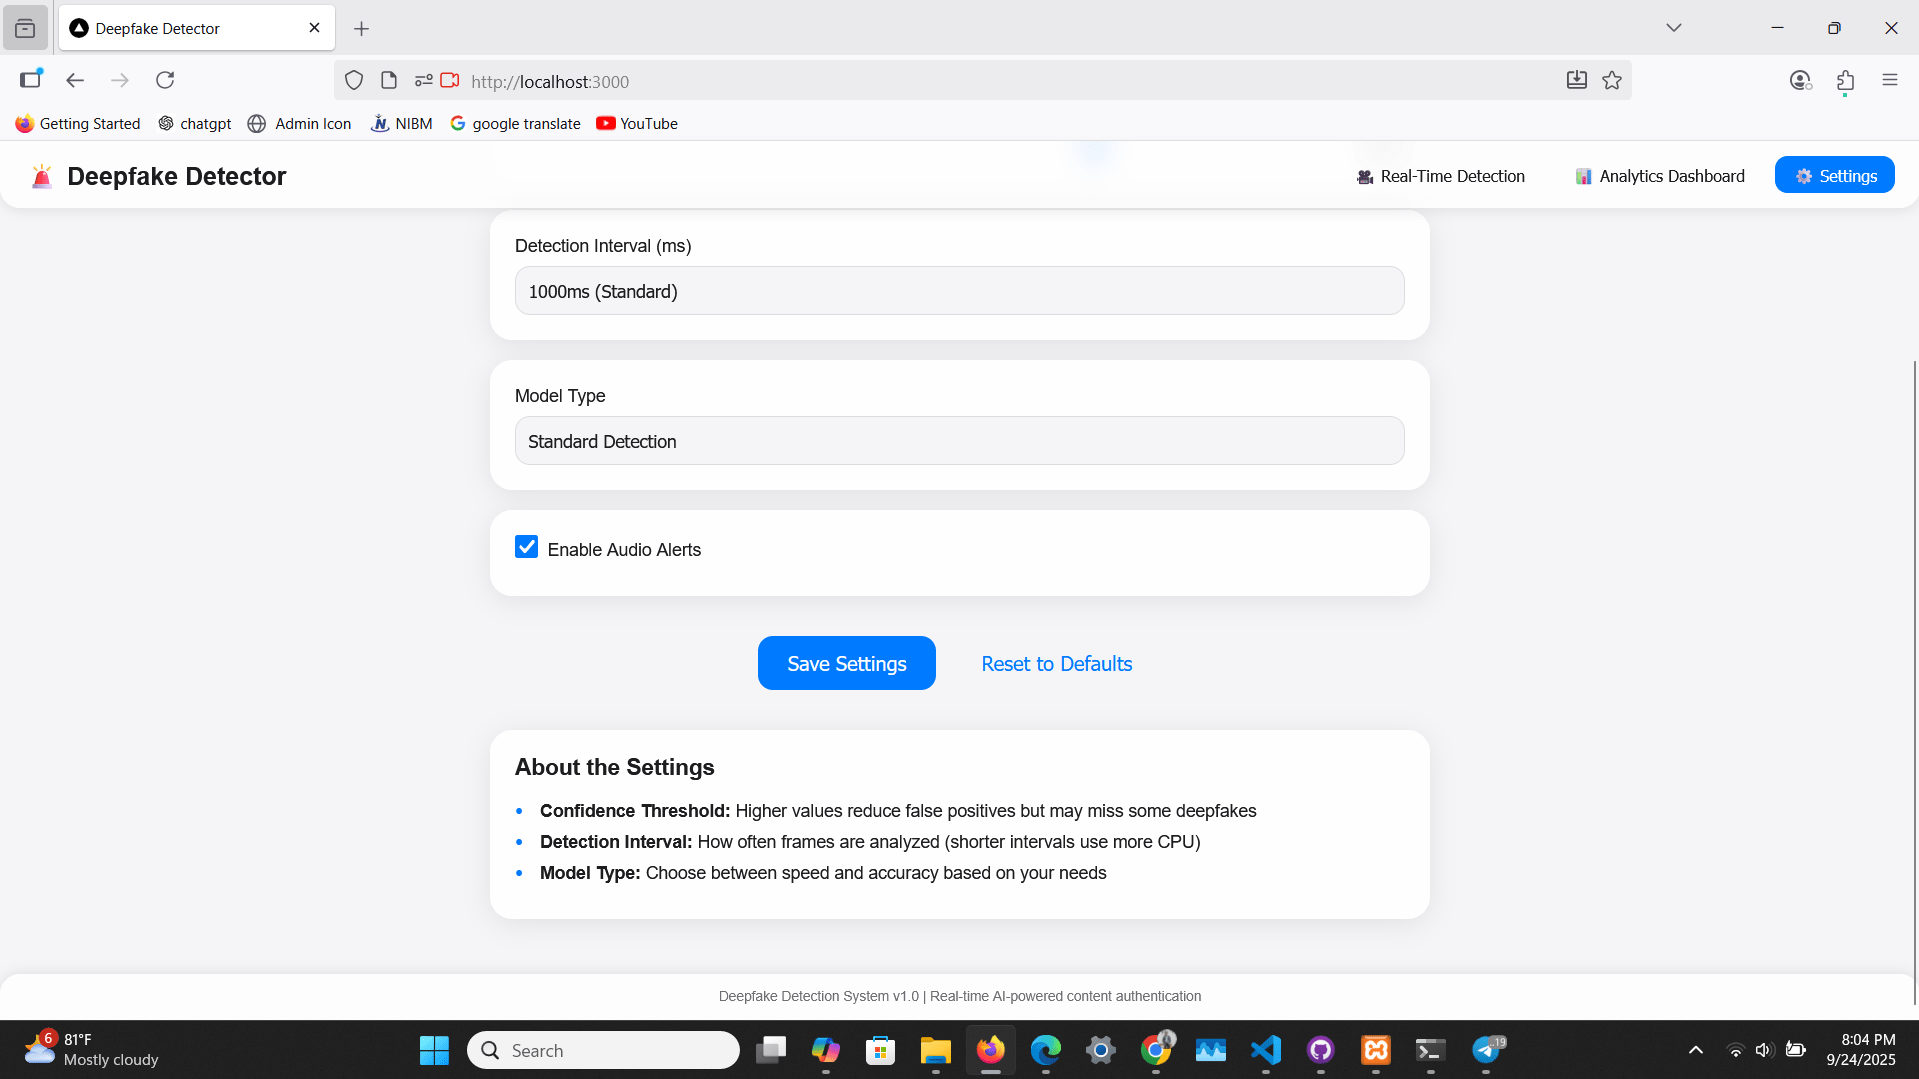 Deepfake Detector
http://localhost:3000
Getting Started
chatgpt
Admin Icon
NIBM
google translate
YouTube
Deepfake Detector
Real-Time Detection
Analytics Dashboard
Settings
Detection Interval (ms)
1000ms (Standard)
Model Type
Standard Detection
Enable Audio Alerts
Save Settings
Reset to Defaults
About the Settings
• Confidence Threshold: Higher values reduce false positives but may miss some deepfakes
• Detection Interval: How often frames are analyzed (shorter intervals use more CPU)
• Model Type: Choose between speed and accuracy based on your needs
Deepfake Detection System v1.0 | Real-time AI-powered content authentication
6
81°F
Mostly cloudy
Search
..19
8:04 PM
9/24/2025